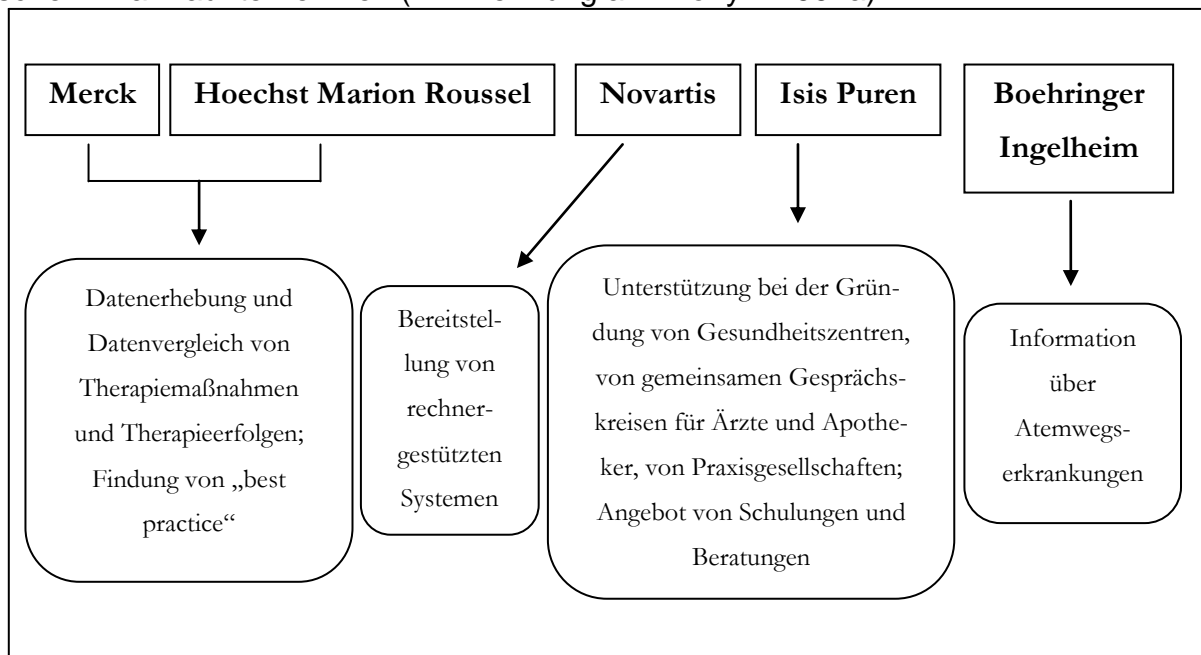 Merck
Hoechst Marion Roussel
Novartis
Isis Puren
Boehringer
Ingelheim
Datenerhebung und
Datenvergleich von
Therapiemaßnahmen
und Therapieerfolgen;
Findung von „best
practice“
Bereitstel-
lung von
rechner-
gestützten
Systemen
Unterstützung bei der Grün-
dung von Gesundheitszentren,
von gemeinsamen Gesprächs-
kreisen für Ärzte und Apothe-
ker, von Praxisgesellschaften;
Angebot von Schulungen und
Beratungen
Information
über
Atemwegs-
erkrankungen